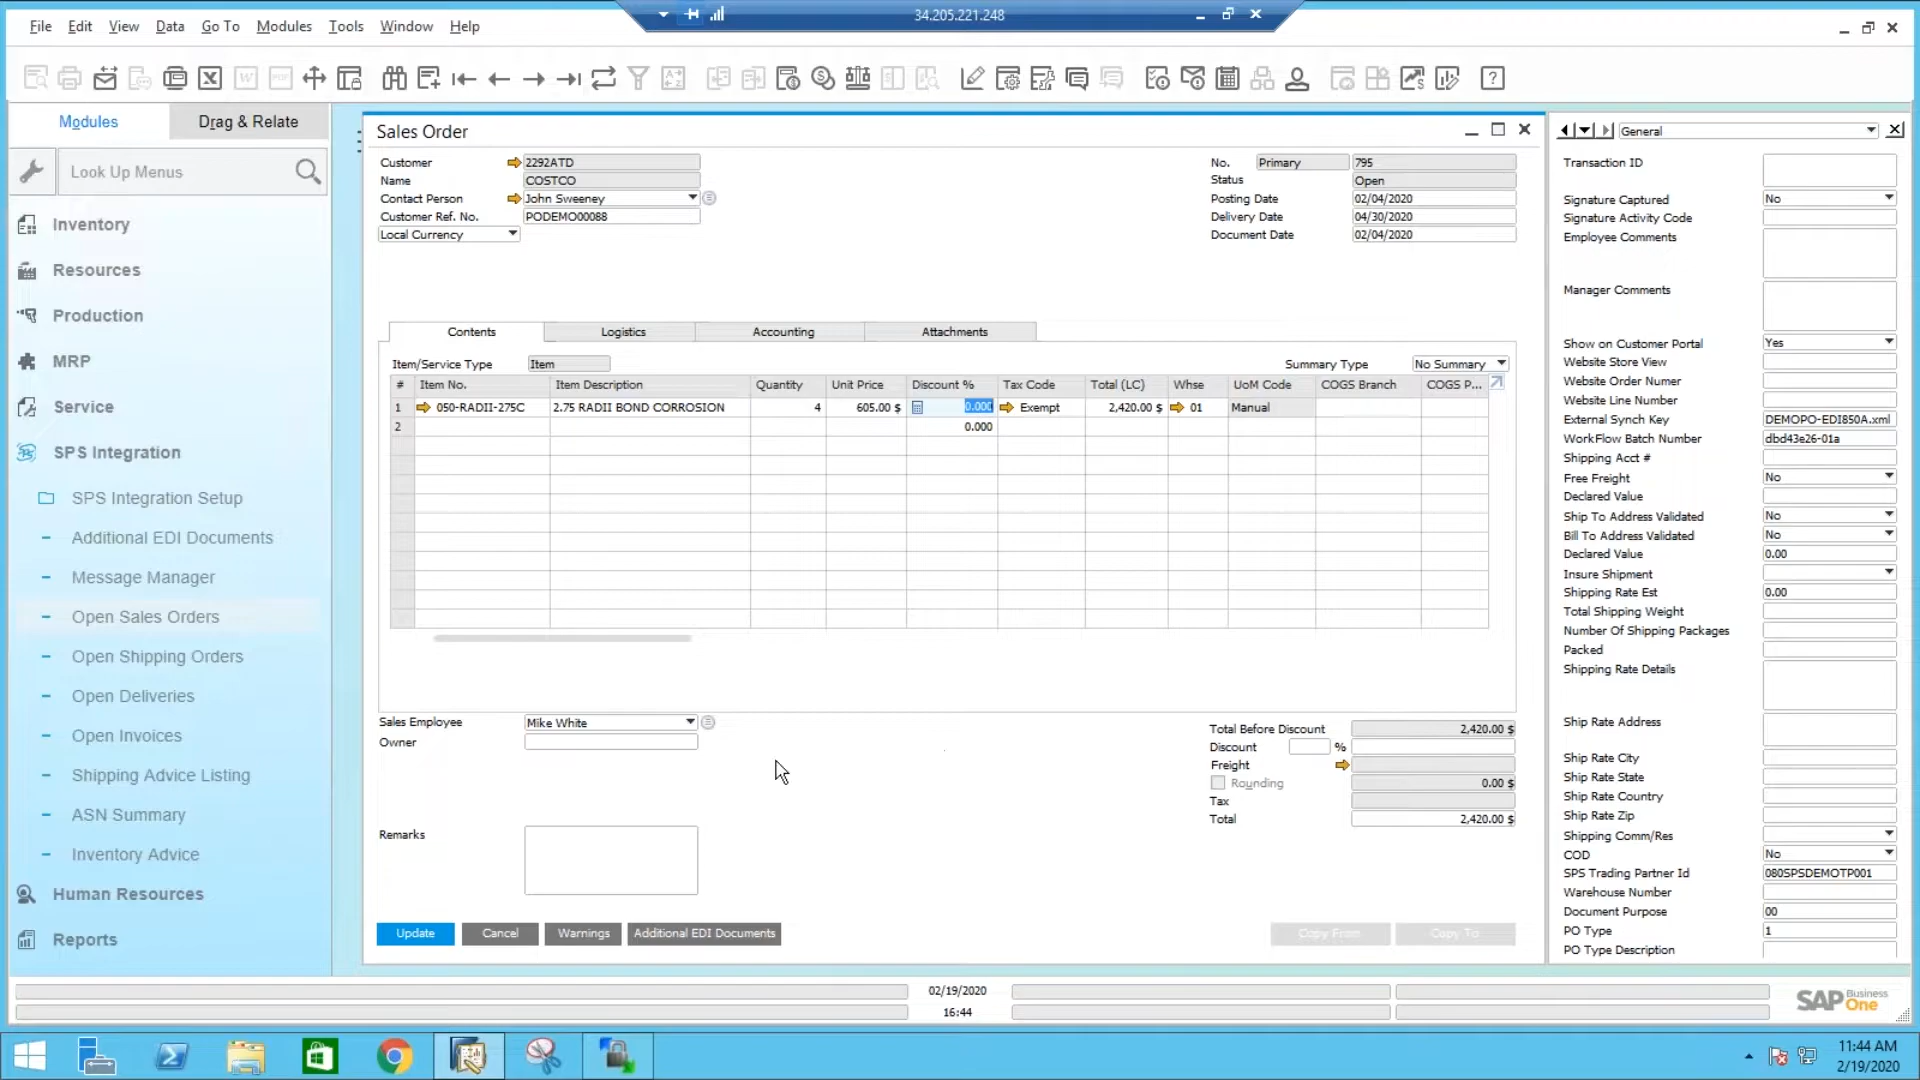 34.205.221.248
File Edit View Data Go To Modules Tools Window Help
Modules Drag & Relate
Look Up Menus
Inventory
Resources
Production
MRP
Service
SPS Integration
SPS Integration Setup
Additional EDI Documents
Message Manager
Open Sales Orders
Open Shipping Orders
Open Deliveries
Open Invoices
Shipping Advice Listing
ASN Summary
Inventory Advice
Human Resources
Reports
Sales Order
Customer 2292ATD
Name COSTCO
Contact Person John Sweeney
Customer Ref. No. PODEMO00088
Local Currency
No. Primary 795
Status Open
Posting Date 02/04/2020
Delivery Date 04/30/2020
Document Date 02/04/2020
Contents Logistics Accounting Attachments
Item/Service Type Item Summary Type No Summary
# Item No. Item Description Quantity Unit Price Discount % Tax Code Total (LC) Whse UoM Code COGS Branch COGS P...
1 050-RADII-275C 2.75 RADII BOND CORROSION 4 605.00 $ 0.000 Exempt 2,420.00 $ 01 Manual
2 0.000
Sales Employee Mike White
Owner
Remarks
Total Before Discount 2,420.00 $
Discount %
Freight
Rounding 0.00 $
Tax
Total 2,420.00 $
Update Cancel Warnings Additional EDI Documents Copy From Copy To
General
Transaction ID
Signature Captured No
Signature Activity Code
Employee Comments
Manager Comments
Show on Customer Portal Yes
Website Store View
Website Order Numer
Website Line Number
External Synch Key DEMOPO-EDI850A.xml
WorkFlow Batch Number dbd43e26-01a
Shipping Acct #
Free Freight No
Declared Value
Ship To Address Validated No
Bill To Address Validated No
Declared Value 0.00
Insure Shipment
Shipping Rate Est 0.00
Total Shipping Weight
Number Of Shipping Packages
Packed
Shipping Rate Details
Ship Rate Address
Ship Rate City
Ship Rate State
Ship Rate Country
Ship Rate Zip
Shipping Comm/Res
COD No
SPS Trading Partner Id 080SPSDEMOTP001
Warehouse Number
Document Purpose 00
PO Type 1
PO Type Description
02/19/2020
16:44
SAP Business One
11:44 AM
2/19/2020